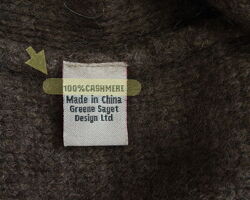 100%CASHMERE
Made in China
Greene Saget
Design Ltd